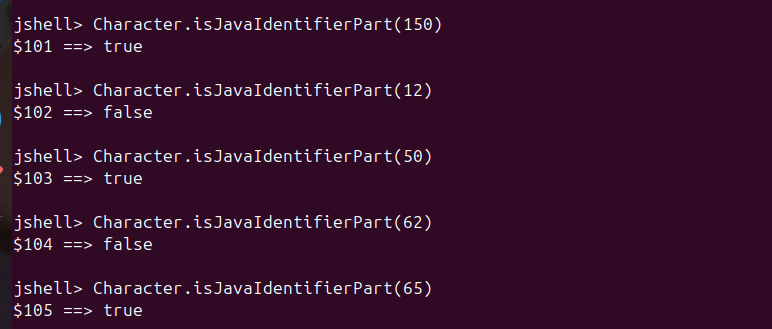 jshell> Character.isJavaIdentifierPart(150)
$101 ==> true
jshell> Character.isJavaIdentifierPart(12)
$102 ==> false
jshell> Character.isJavaIdentifierPart(50)
$103 ==> true
jshell> Character.isJavaIdentifierPart(62)
$104 ==> false
jshell> Character.isJavaIdentifierPart(65)
$105 ==> true